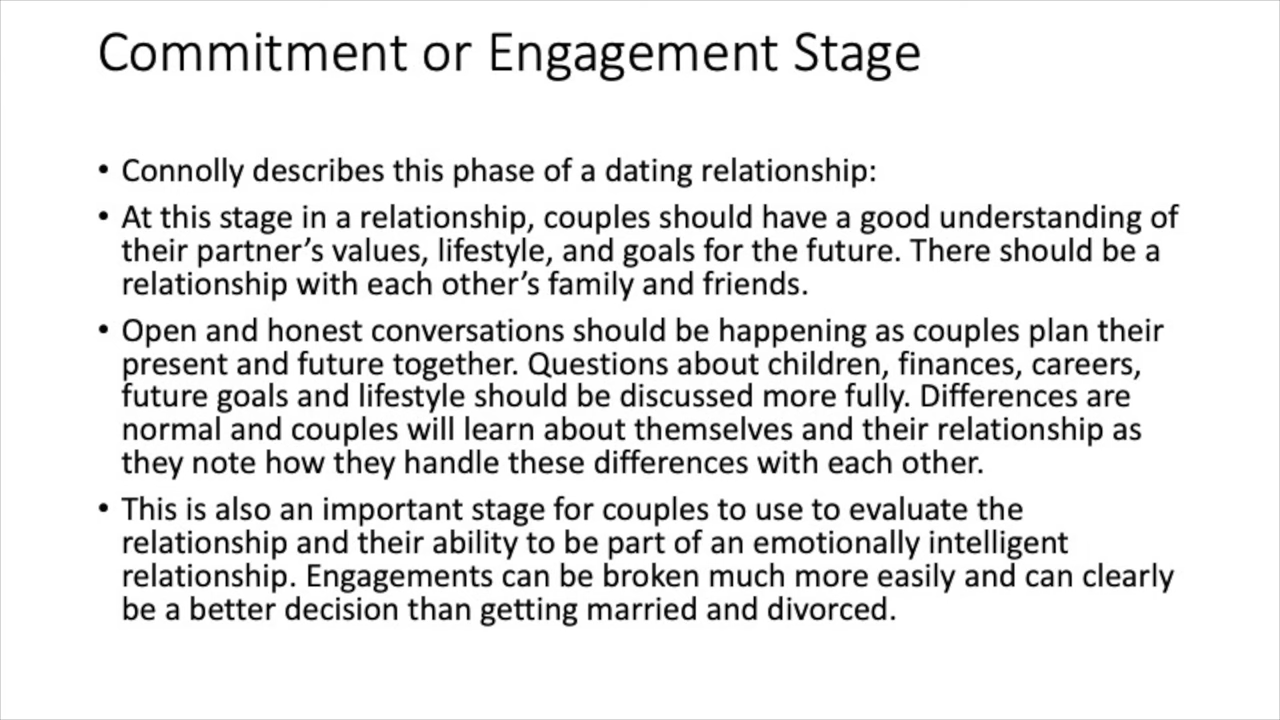 Commitment or Engagement Stage
• Connolly describes this phase of a dating relationship:
• At this stage in a relationship, couples should have a good understanding of
their partner’s values, lifestyle, and goals for the future. There should be a
relationship with each other’s family and friends.
• Open and honest conversations should be happening as couples plan their
present and future together. Questions about children, finances, careers,
future goals and lifestyle should be discussed more fully. Differences are
normal and couples will learn about themselves and their relationship as
they note how they handle these differences with each other.
• This is also an important stage for couples to use to evaluate the
relationship and their ability to be part of an emotionally intelligent
relationship. Engagements can be broken much more easily and can clearly
be a better decision than getting married and divorced.